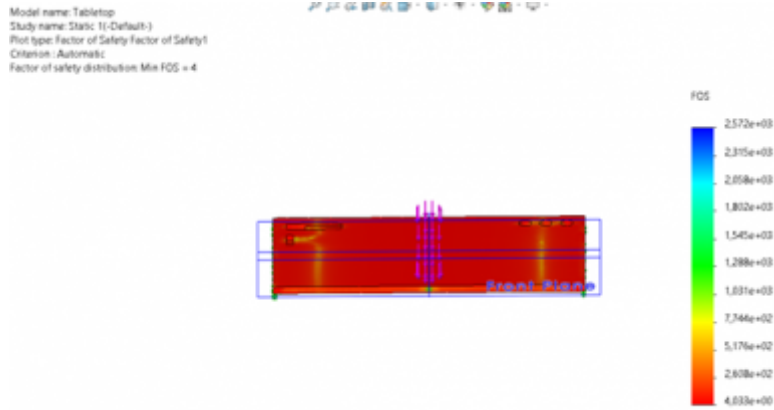 Model name: Tabletop
Study name: Static 1(-Default-)
Plot type: Factor of Safety Factor of Safety1
Criterion : Automatic
Factor of safety distribution: Min FOS = 4
FOS
2,572e+03
2,315e+03
2,058e+03
1,802e+03
1,545e+03
1,288e+03
1,031e+03
7,744e+02
5,176e+02
2,608e+02
4,033e+00
Front Plane